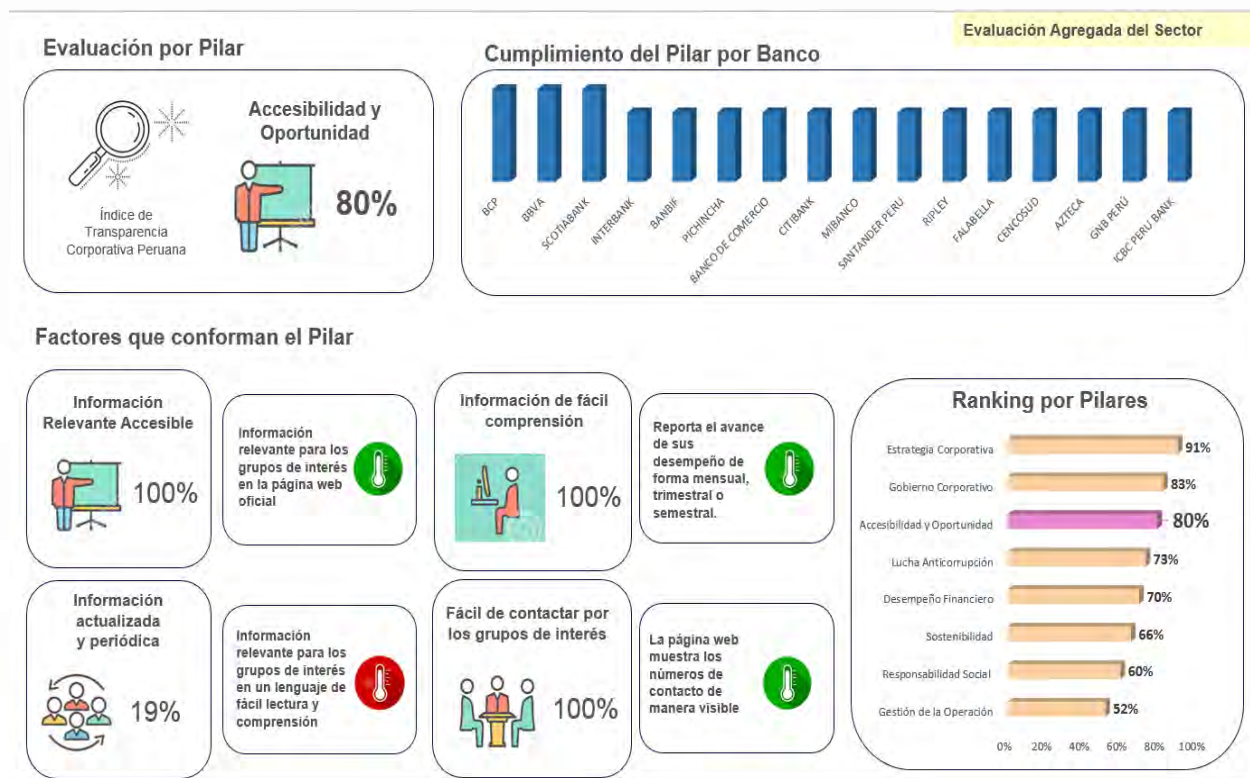 Evaluación Agregada del Sector
Evaluación por Pilar
Accesibilidad y
Oportunidad
80%
Índice de
Transparencia
Corporativa Peruana
Cumplimiento del Pilar por Banco
BCP
BBVA
SCOTIABANK
INTERBANK
BANBIF
PICHINCHA
BANCO DE COMERCIO
CITIBANK
MIBANCO
SANTANDER PERU
RIPLEY
FALABELLA
CENCOSUD
AZTECA
GNB PERÚ
ICBC PERU BANK
Factores que conforman el Pilar
Información
Relevante Accesible
100%
Información
relevante para los
grupos de interés
en la página web
oficial
Información de fácil
comprensión
100%
Reporta el avance
de sus
desempeño de
forma mensual,
trimestral o
semestral.
Información
actualizada
y periódica
19%
Información
relevante para los
grupos de interés
en un lenguaje de
fácil lectura y
comprensión
Fácil de contactar por
los grupos de interés
100%
La página web
muestra los
números de
contacto de
manera visible
Ranking por Pilares
Estrategia Corporativa 91%
Gobierno Corporativo 83%
Accesibilidad y Oportunidad 80%
Lucha Anticorrupción 73%
Desempeño Financiero 70%
Sostenibilidad 66%
Responsabilidad Social 60%
Gestión de la Operación 52%
0% 20% 40% 60% 80% 100%